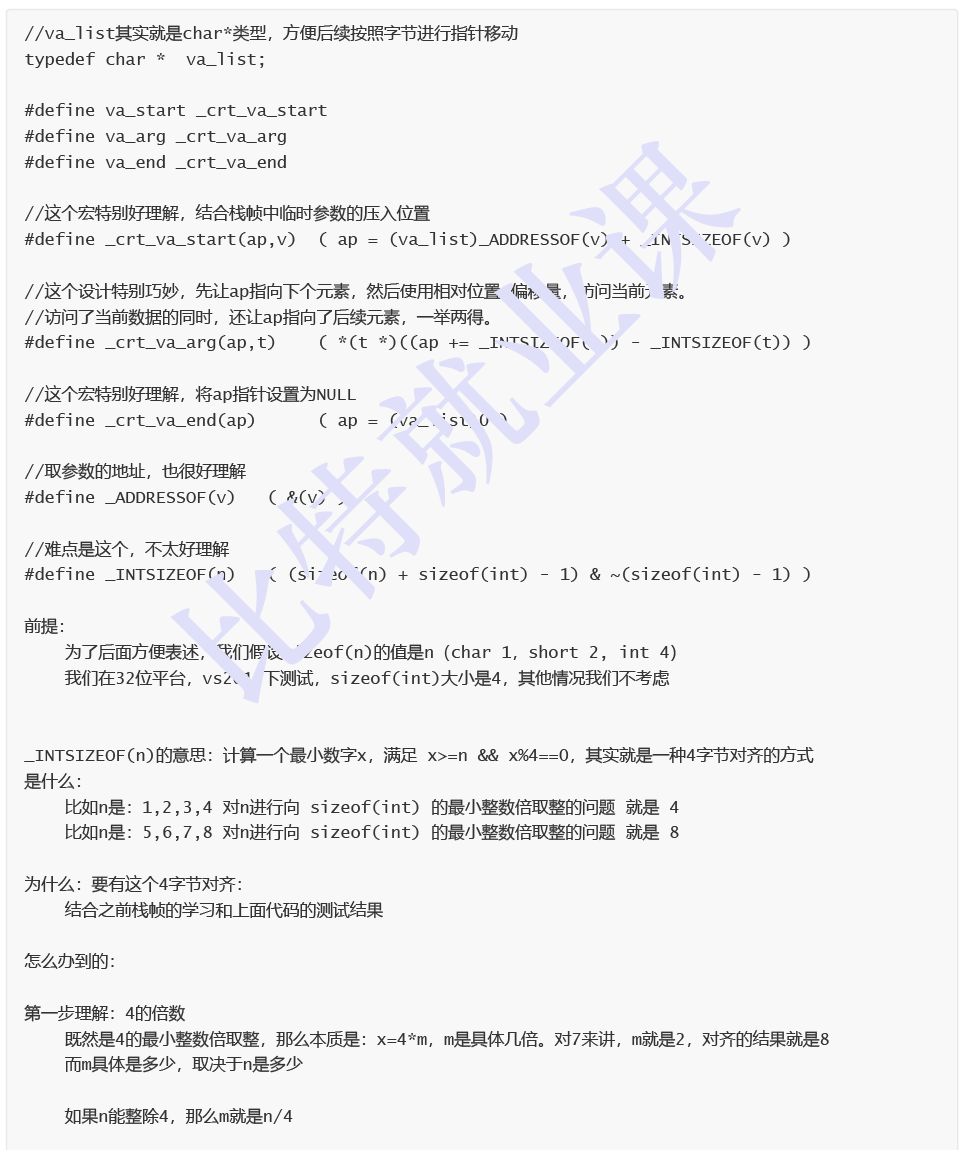 //va_list其实就是char*类型，方便后续按照字节进行指针移动
typedef char *  va_list;
#define va_start _crt_va_start
#define va_arg _crt_va_arg
#define va_end _crt_va_end
//这个宏特别好理解，结合栈帧中临时参数的压入位置
#define _crt_va_start(ap,v)  ( ap = (va_list)_ADDRESSOF(v) + _INTSIZEOF(v) )
//这个设计特别巧妙，先让ap指向下个元素，然后使用相对位置-偏移量，访问当前元素。
//访问了当前数据的同时，还让ap指向了后续元素，一举两得。
#define _crt_va_arg(ap,t)    ( *(t *)((ap += _INTSIZEOF(t)) - _INTSIZEOF(t)) )
//这个宏特别好理解，将ap指针设置为NULL
#define _crt_va_end(ap)      ( ap = (va_list)0 )
//取参数的地址，也很好理解
#define _ADDRESSOF(v)   ( &(v) )
//难点是这个，不太好理解
#define _INTSIZEOF(n)   ( (sizeof(n) + sizeof(int) - 1) & ~(sizeof(int) - 1) )
前提：
为了后面方便表述，我们假设sizeof(n)的值是n（char 1，short 2, int 4）
我们在32位平台，下测试，sizeof(int)大小是4，其他情况我们不考虑
_INTSIZEOF(n)的意思：计算一个最小数字x，满足 x>=n && x%4==0，其实就是一种4字节对齐的方式
是什么：
比如n是：1,2,3,4 对n进行向 sizeof(int) 的最小整数倍取整的问题 就是 4
比如n是：5,6,7,8 对n进行向 sizeof(int) 的最小整数倍取整的问题 就是 8
为什么：要有这个4字节对齐：
结合之前栈帧的学习和上面代码的测试结果
怎么办到的：
第一步理解：4的倍数
既然是4的最小整数倍取整，那么本质是：x=4*m，m是具体几倍。对7来讲，m就是2，对齐的结果就是8
而m具体是多少，取决于n是多少
如果n能整除4，那么m就是n/4
比特就业课